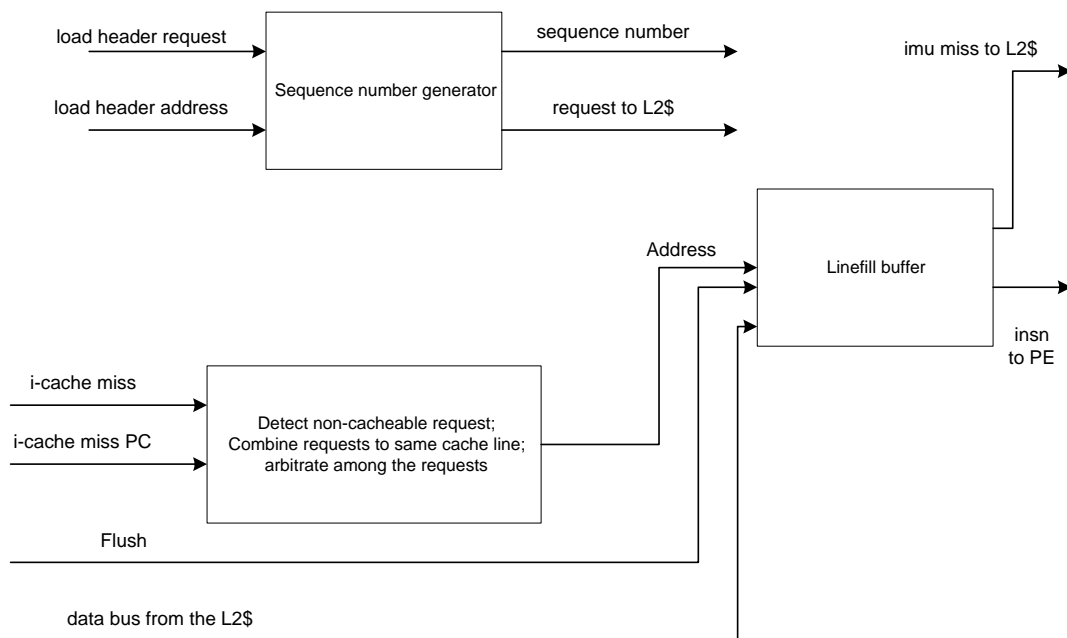 load header request
sequence number
imu miss to L2$
Sequence number generator
load header address
request to L2$
Address
Linefill buffer
insn
to PE
i-cache miss
i-cache miss PC
Detect non-cacheable request;
Combine requests to same cache line;
arbitrate among the requests
Flush
data bus from the L2$